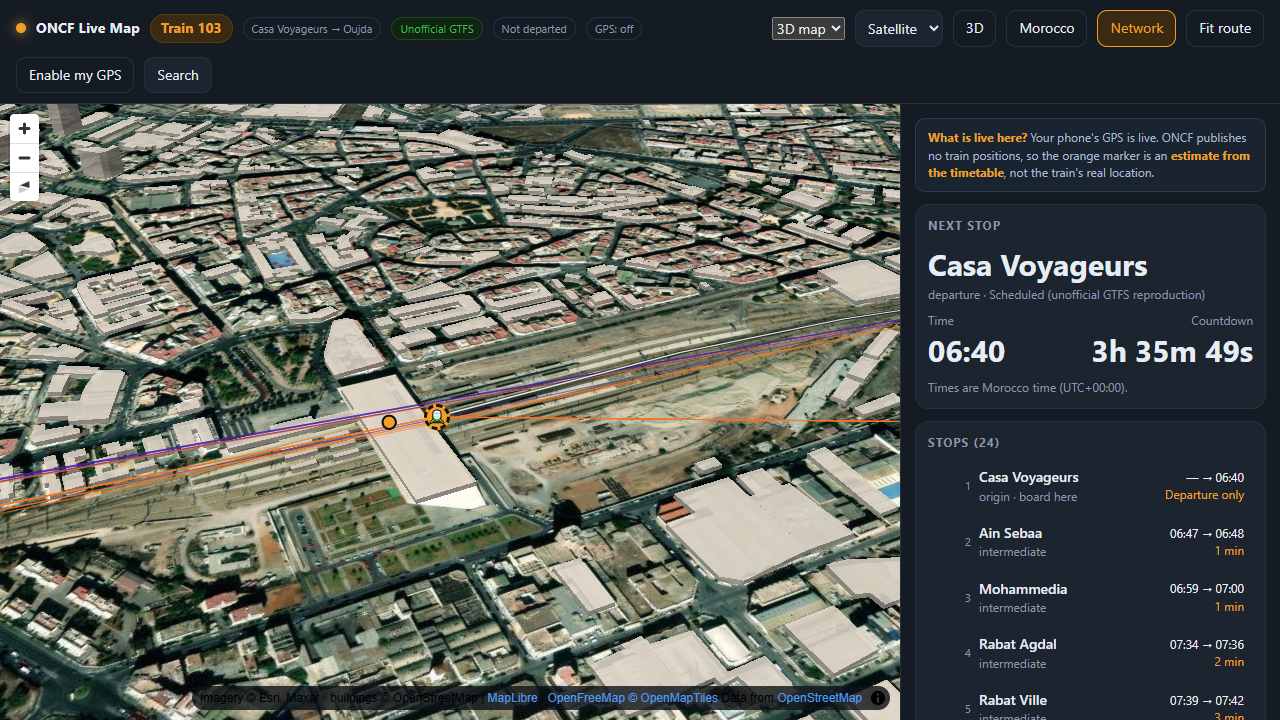 ONCF Live Map
Train 103
Casa Voyageurs → Oujda
Unofficial GTFS
Not departed
GPS: off
3D map
Satellite
3D
Morocco
Network
Fit route
Enable my GPS
Search
What is live here? Your phone's GPS is live. ONCF publishes
no train positions, so the orange marker is an estimate from
the timetable, not the train's real location.
NEXT STOP
Casa Voyageurs
departure · Scheduled (unofficial GTFS reproduction)
Time Countdown
06:40 3h 35m 49s
Times are Morocco time (UTC+00:00).
STOPS (24)
1 Casa Voyageurs — → 06:40
origin · board here Departure only
2 Ain Sebaa 06:47 → 06:48
intermediate 1 min
3 Mohammedia 06:59 → 07:00
intermediate 1 min
4 Rabat Agdal 07:34 → 07:36
intermediate 2 min
5 Rabat Ville 07:39 → 07:42
intermediate 3 min
Imagery © Esri, Maxar · buildings © OpenStreetMap | MapLibre OpenFreeMap © OpenMapTiles Data from OpenStreetMap